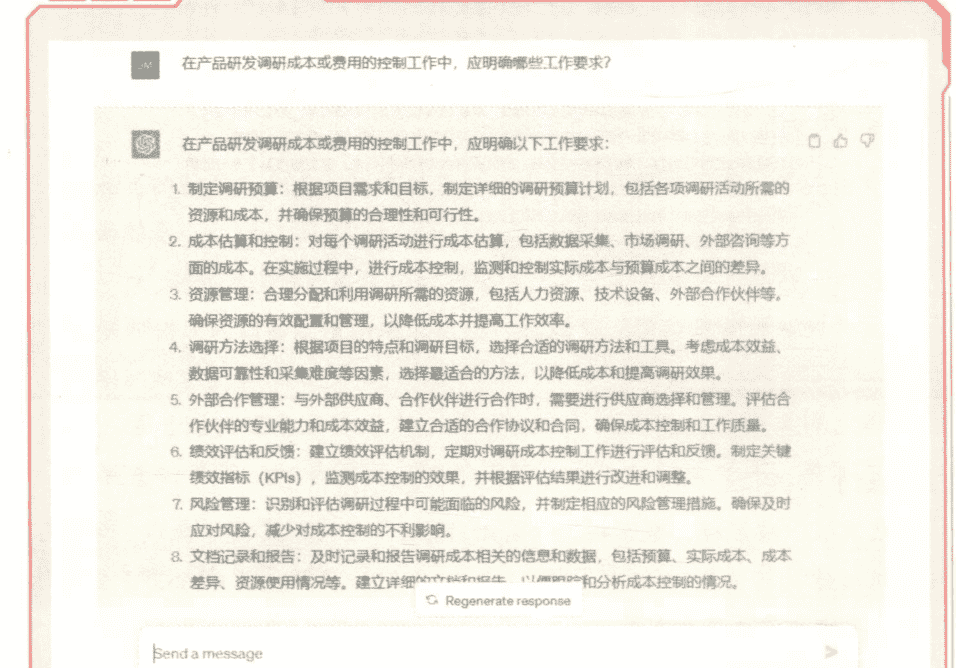 在产品研发调研成本或费用的控制工作中，应明确哪些工作要求？
在产品研发调研成本或费用的控制工作中，应明确以下工作要求：
1. 制定调研预算：根据项目需求和目标，制定详细的调研预算计划，包括各项调研活动所需的
资源和成本，并确保预算的合理性和可行性。
2. 成本估算和控制：对每个调研活动进行成本估算，包括数据采集、市场调研、外部咨询等方
面的成本。在实施过程中，进行成本控制，监测和控制实际成本与预算成本之间的差异。
3. 资源管理：合理分配和利用调研所需的资源，包括人力资源、技术设备、外部合作伙伴等。
确保资源的有效配置和管理，以降低成本并提高工作效率。
4. 调研方法选择：根据项目的特点和调研目标，选择合适的调研方法和工具。考虑成本效益、
数据可靠性和采集难度等因素，选择最适合的方法，以降低成本和提高调研效果。
5. 外部合作管理：与外部供应商、合作伙伴进行合作时，需要进行供应商选择和管理。评估合
作伙伴的专业能力和成本效益，建立合适的合作协议和合同，确保成本控制和工作质量。
6. 绩效评估和反馈：建立绩效评估机制，定期对调研成本控制工作进行评估和反馈。制定关键
绩效指标（KPIs），监测成本控制的效果，并根据评估结果进行改进和调整。
7. 风险管理：识别和评估调研过程中可能面临的风险，并制定相应的风险管理措施。确保及时
应对风险，减少对成本控制的不利影响。
8. 文档记录和报告：及时记录和报告调研成本相关的信息和数据，包括预算、实际成本、成本
差异、资源使用情况等。建立详细的文档和报告，以便跟踪和分析成本控制的情况。
Regenerate response
Send a message